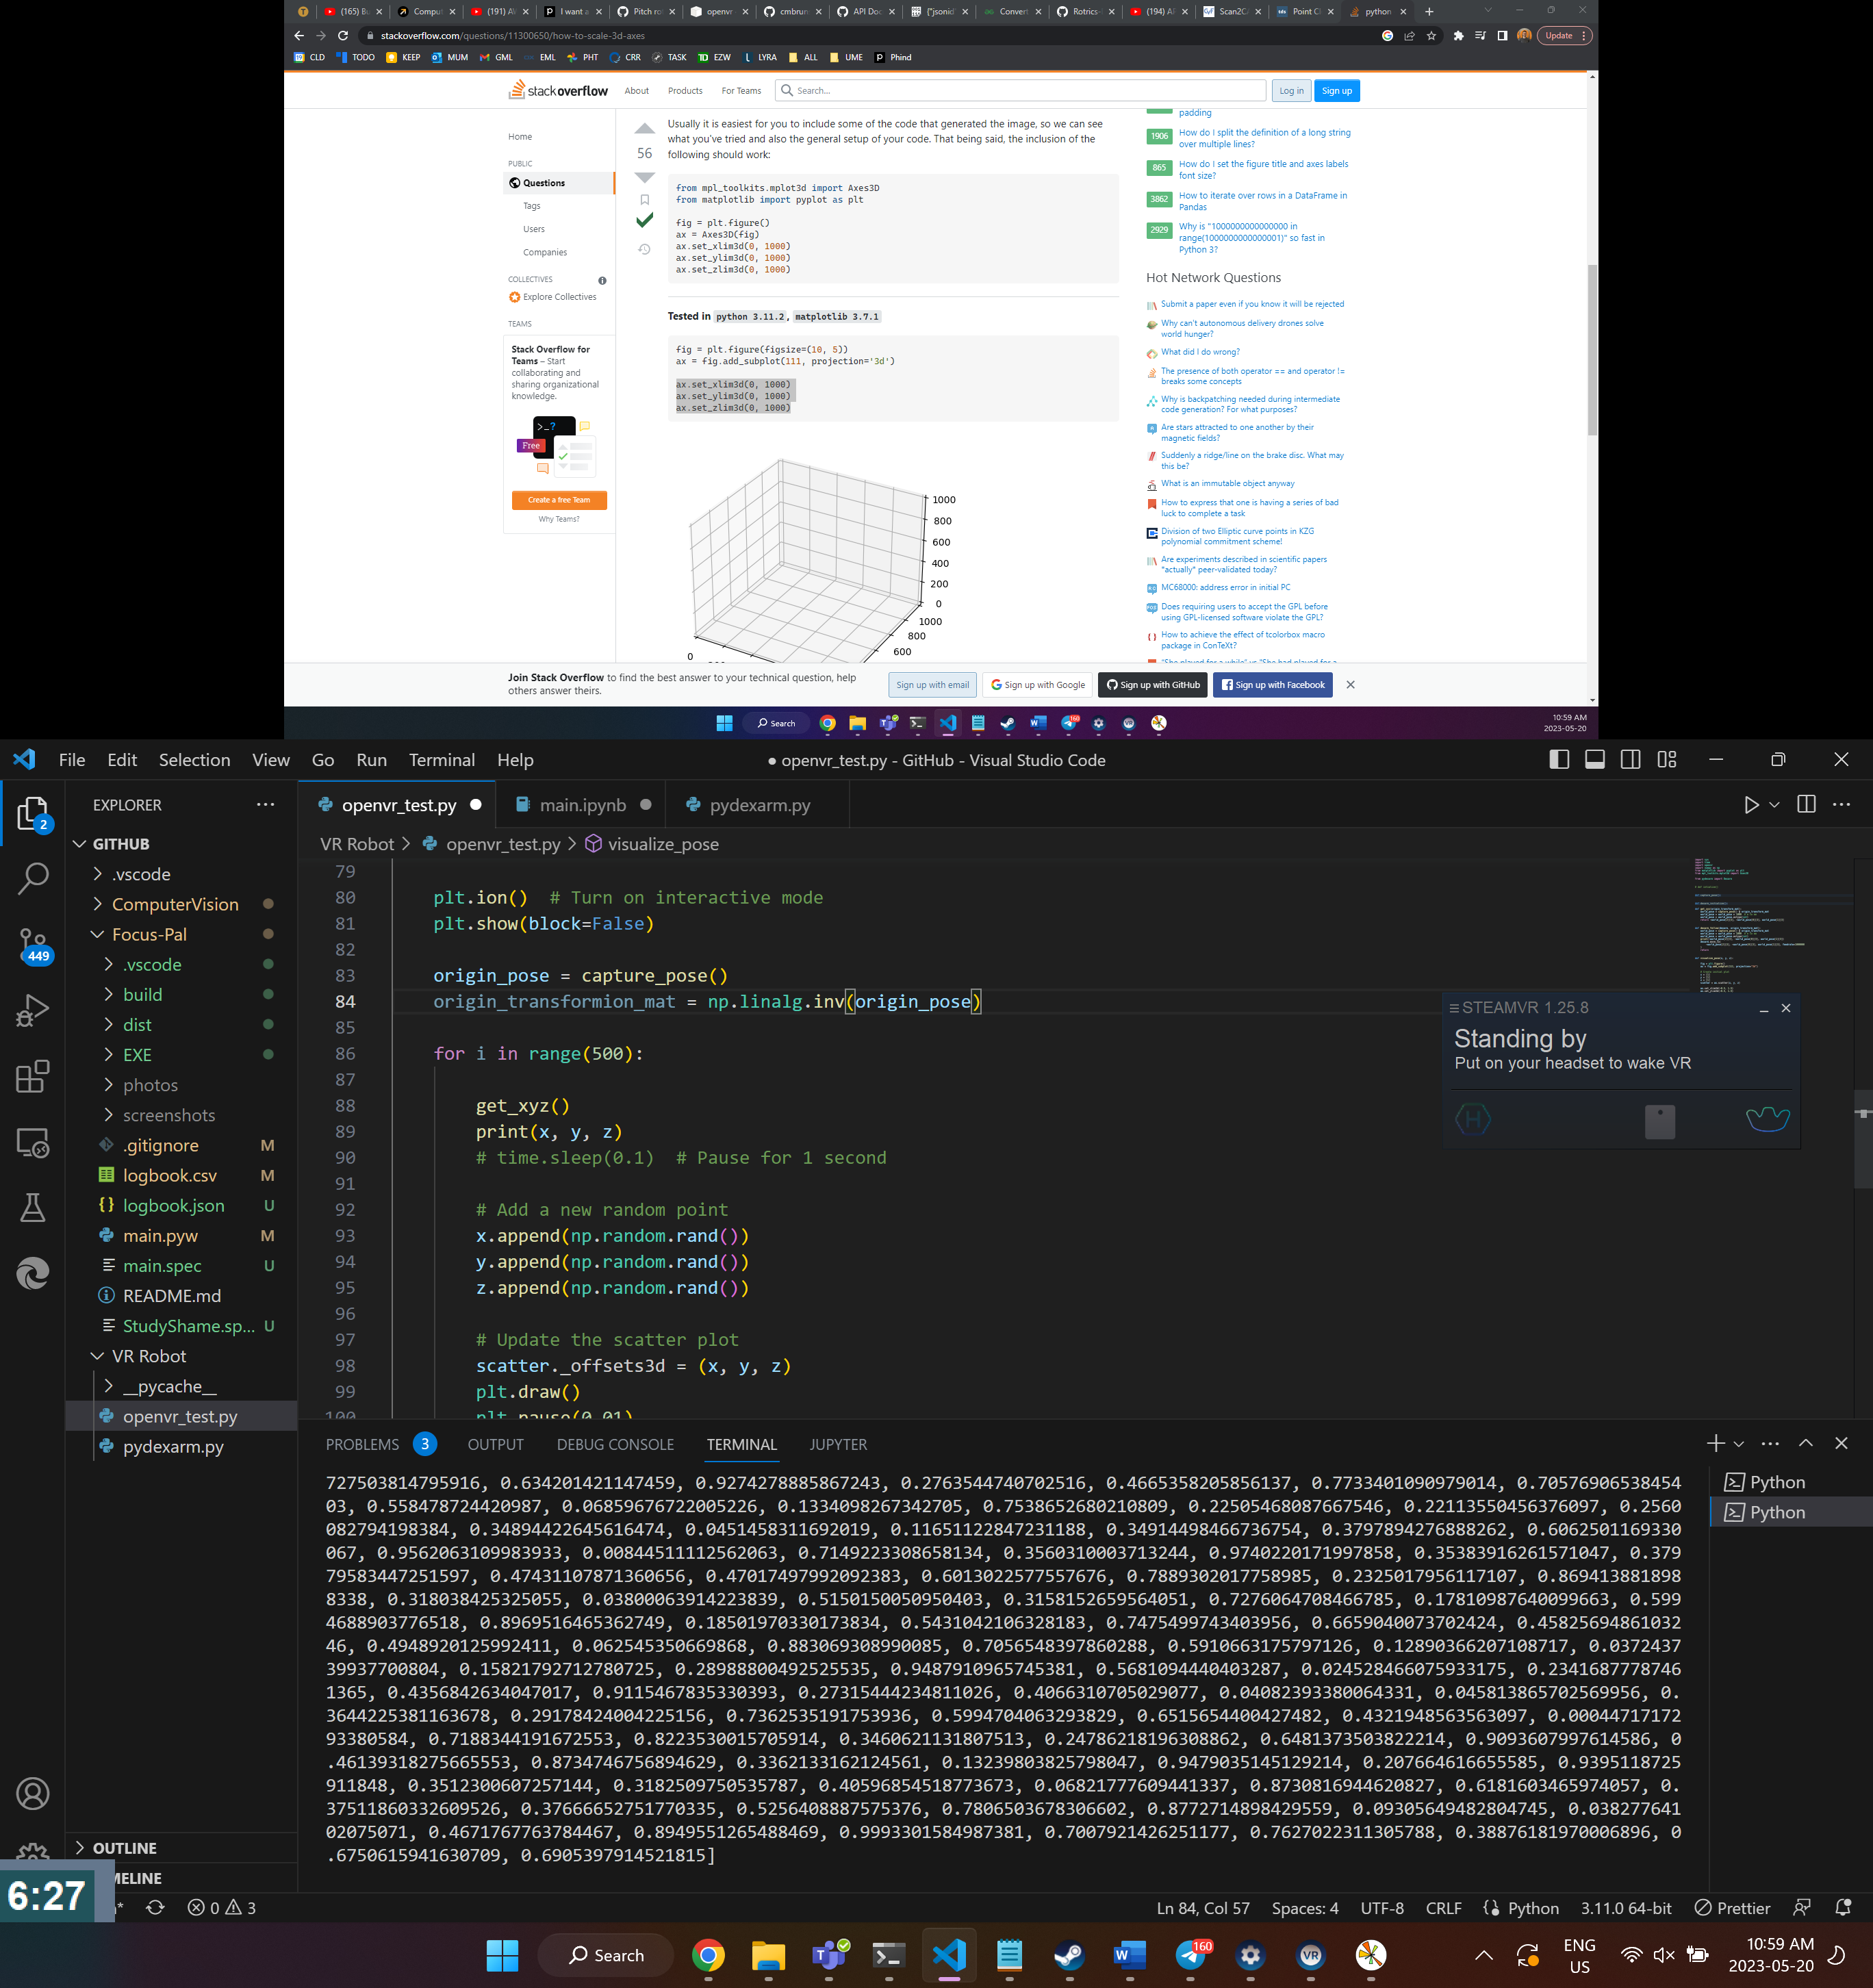 (165) B
Comput
(191) A
I want a
Pitch ro
openvr
cmbrun
API Doc
{"jsonid"
Convert
Rotrics-
(194) AP
Scan2C
Point Cl
python
stackoverflow.com/questions/11300650/how-to-scale-3d-axes
Update
CLD TODO KEEP MUM GML EML PHT CRR TASK EZW LYRA ALL UME Phind
stackoverflow
About Products For Teams Search... Log in Sign up
Home
PUBLIC
Questions
Tags
Users
Companies
COLLECTIVES
Explore Collectives
TEAMS
Stack Overflow for
Teams – Start
collaborating and
sharing organizational
knowledge.
>_?
Free
Create a free Team
Why Teams?
56
Usually it is easiest for you to include some of the code that generated the image, so we can see
what you've tried and also the general setup of your code. That being said, the inclusion of the
following should work:
from mpl_toolkits.mplot3d import Axes3D
from matplotlib import pyplot as plt
fig = plt.figure()
ax = Axes3D(fig)
ax.set_xlim3d(0, 1000)
ax.set_ylim3d(0, 1000)
ax.set_zlim3d(0, 1000)
Tested in python 3.11.2, matplotlib 3.7.1
fig = plt.figure(figsize=(10, 5))
ax = fig.add_subplot(111, projection='3d')
ax.set_xlim3d(0, 1000)
ax.set_ylim3d(0, 1000)
ax.set_zlim3d(0, 1000)
1000
800
600
400
200
0
1000
800
600
0
padding
1906 How do I split the definition of a long string
over multiple lines?
865 How do I set the figure title and axes labels
font size?
3862 How to iterate over rows in a DataFrame in
Pandas
2929 Why is "1000000000000000 in
range(1000000000000001)" so fast in
Python 3?
Hot Network Questions
Submit a paper even if you know it will be rejected
Why can't autonomous delivery drones solve
world hunger?
What did I do wrong?
The presence of both operator == and operator !=
breaks some concepts
Why is backpatching needed during intermediate
code generation? For what purposes?
Are stars attracted to one another by their
magnetic fields?
Suddenly a ridge/line on the brake disc. What may
this be?
What is an immutable object anyway
How to express that one is having a series of bad
luck to complete a task
Division of two Elliptic curve points in KZG
polynomial commitment scheme!
Are experiments described in scientific papers
*actually* peer-validated today?
MC68000: address error in initial PC
Does requiring users to accept the GPL before
using GPL-licensed software violate the GPL?
How to achieve the effect of tcolorbox macro
package in ConTeXt?
Join Stack Overflow to find the best answer to your technical question, help
others answer theirs.
Sign up with email Sign up with Google Sign up with GitHub Sign up with Facebook
Search
10:59 AM
2023-05-20
File Edit Selection View Go Run Terminal Help
● openvr_test.py - GitHub - Visual Studio Code
EXPLORER
openvr_test.py main.ipynb pydexarm.py
VR Robot > openvr_test.py > visualize_pose
2
449
GITHUB
.vscode
ComputerVision
Focus-Pal
.vscode
build
dist
EXE
photos
screenshots
.gitignore M
logbook.csv M
logbook.json U
main.pyw M
main.spec U
README.md
StudyShame.sp... U
VR Robot
__pycache__
openvr_test.py
pydexarm.py
OUTLINE
MELINE
79
80 plt.ion() # Turn on interactive mode
81 plt.show(block=False)
82
83 origin_pose = capture_pose()
84 origin_transformion_mat = np.linalg.inv(origin_pose)
85
86 for i in range(500):
87
88 get_xyz()
89 print(x, y, z)
90 # time.sleep(0.1) # Pause for 1 second
91
92 # Add a new random point
93 x.append(np.random.rand())
94 y.append(np.random.rand())
95 z.append(np.random.rand())
96
97 # Update the scatter plot
98 scatter._offsets3d = (x, y, z)
99 plt.draw()
100 plt.pause(0.01)
STEAMVR 1.25.8
Standing by
Put on your headset to wake VR
PROBLEMS 3 OUTPUT DEBUG CONSOLE TERMINAL JUPYTER
Python
Python
727503814795916, 0.634201421147459, 0.9274278885867243, 0.2763544740702516, 0.4665358205856137, 0.7733401090979014, 0.70576906538454
03, 0.558478724420987, 0.06859676722005226, 0.1334098267342705, 0.7538652680210809, 0.22505468087667546, 0.22113550456376097, 0.2560
082794198384, 0.34894422645616474, 0.0451458311692019, 0.11651122847231188, 0.34914498466736754, 0.3797894276888262, 0.6062501169330
067, 0.9562063109983933, 0.00844511112562063, 0.7149223308658134, 0.3560310003713244, 0.9740220171997858, 0.35383916261571047, 0.379
79583447251597, 0.47431107871360656, 0.47017497992092383, 0.6013022577557676, 0.7889302017758985, 0.2325017956117107, 0.869413881898
8338, 0.318038425325055, 0.03800063914223839, 0.5150150050950403, 0.3158152659564051, 0.7276064708466785, 0.17810987640099663, 0.599
4688903776518, 0.8969516465362749, 0.18501970330173834, 0.5431042106328183, 0.7475499743403956, 0.6659040073702424, 0.45825694861032
46, 0.4948920125992411, 0.062545350669868, 0.883069308990085, 0.7056548397860288, 0.5910663175797126, 0.12890366207108717, 0.0372437
39937700804, 0.15821792712780725, 0.28988800492525535, 0.9487910965745381, 0.5681094440403287, 0.024528466075933175, 0.2341687778746
1365, 0.4356842634047017, 0.9115467835330393, 0.27315444234811026, 0.4066310705029077, 0.04082393380064331, 0.045813865702569956, 0.
3644225381163678, 0.29178424004225156, 0.7362535191753936, 0.5994704063293829, 0.6515654400427482, 0.4321948563563097, 0.00044717172
93380584, 0.7188344191672553, 0.8223530015705914, 0.3460621131807513, 0.24786218196308862, 0.6481373503822214, 0.9093607997614586, 0
.46139318275665553, 0.8734746756894629, 0.3362133162124561, 0.13239803825798047, 0.9479035145129214, 0.207664616655585, 0.9395118725
911848, 0.3512300607257144, 0.3182509750535787, 0.40596854518773673, 0.06821777609441337, 0.8730816944620827, 0.6181603465974057, 0.
37511860332609526, 0.37666652751770335, 0.5256408887575376, 0.7806503678306602, 0.8772714898429559, 0.09305649482804745, 0.038277641
02075071, 0.4671767763784467, 0.8949551265488469, 0.9993301584987381, 0.7007921426251177, 0.7627022311305788, 0.38876181970006896, 0
.6750615941630709, 0.6905397914521815]
6:27
0 3
Ln 84, Col 57 Spaces: 4 UTF-8 CRLF Python 3.11.0 64-bit Prettier
Search
160
ENG
US
10:59 AM
2023-05-20